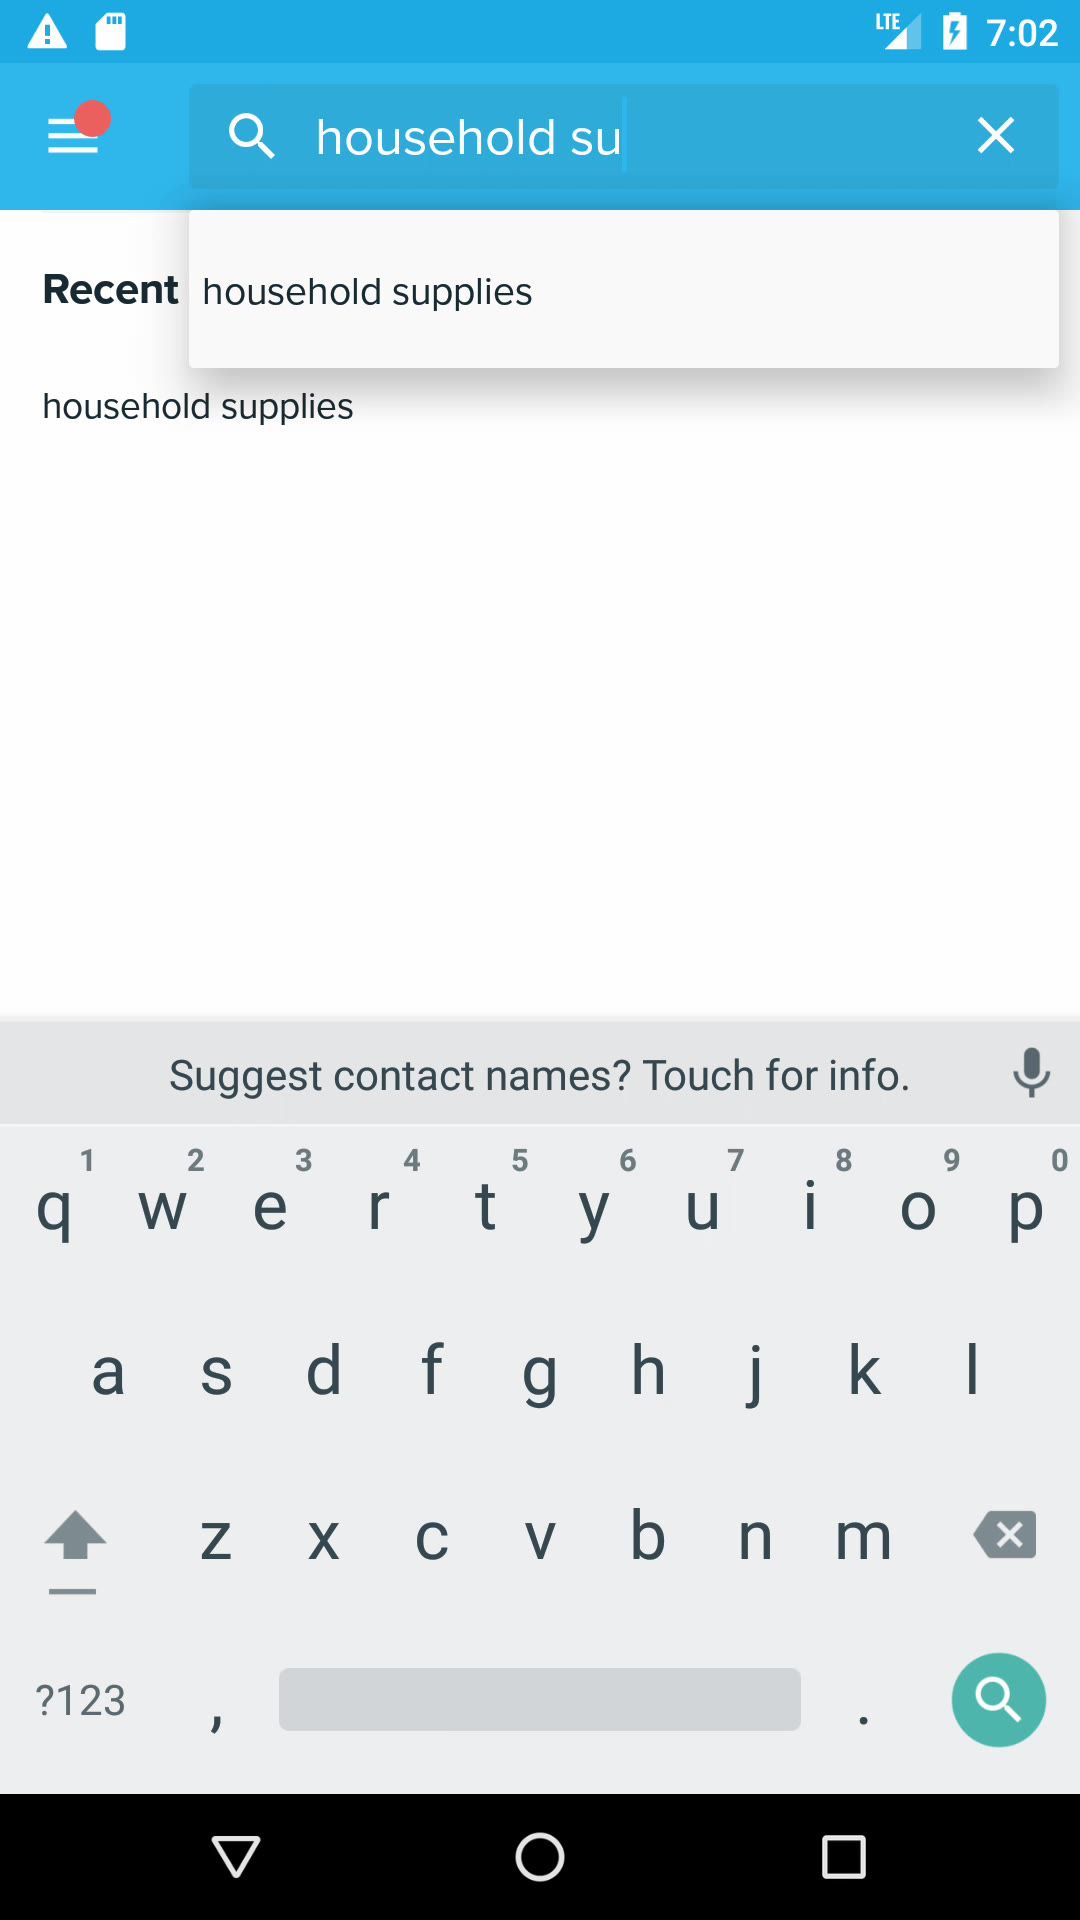 LTE 7:02
household su
household supplies
Recent
household supplies
Suggest contact names? Touch for info.
1 2 3 4 5 6 7 8 9 0
q w e r t y u i o p
a s d f g h j k l
z x c v b n m
?123 , .